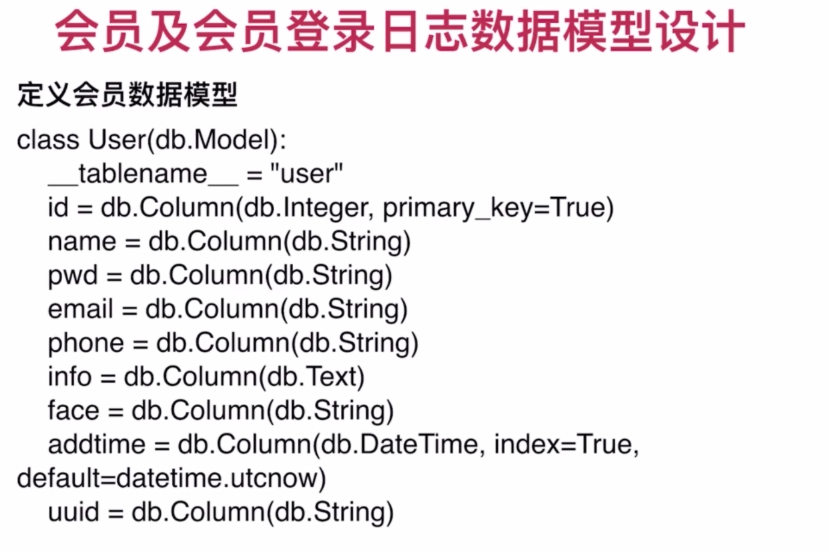 会员及会员登录日志数据模型设计
定义会员数据模型
class User(db.Model):
__tablename__ = "user"
id = db.Column(db.Integer, primary_key=True)
name = db.Column(db.String)
pwd = db.Column(db.String)
email = db.Column(db.String)
phone = db.Column(db.String)
info = db.Column(db.Text)
face = db.Column(db.String)
addtime = db.Column(db.DateTime, index=True,
default=datetime.utcnow)
uuid = db.Column(db.String)